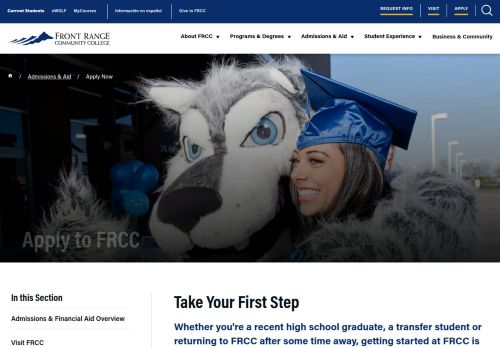 Current Students eWOLF MyCourses Información en español Give to FRCC REQUEST INFO VISIT APPLY
FRONT RANGE
COMMUNITY COLLEGE
About FRCC Programs & Degrees Admissions & Aid Student Experience Business & Community
/ Admissions & Aid / Apply Now
Apply to FRCC
In this Section
Admissions & Financial Aid Overview
Visit FRCC
Take Your First Step
Whether you're a recent high school graduate, a transfer student or
returning to FRCC after some time away, getting started at FRCC is